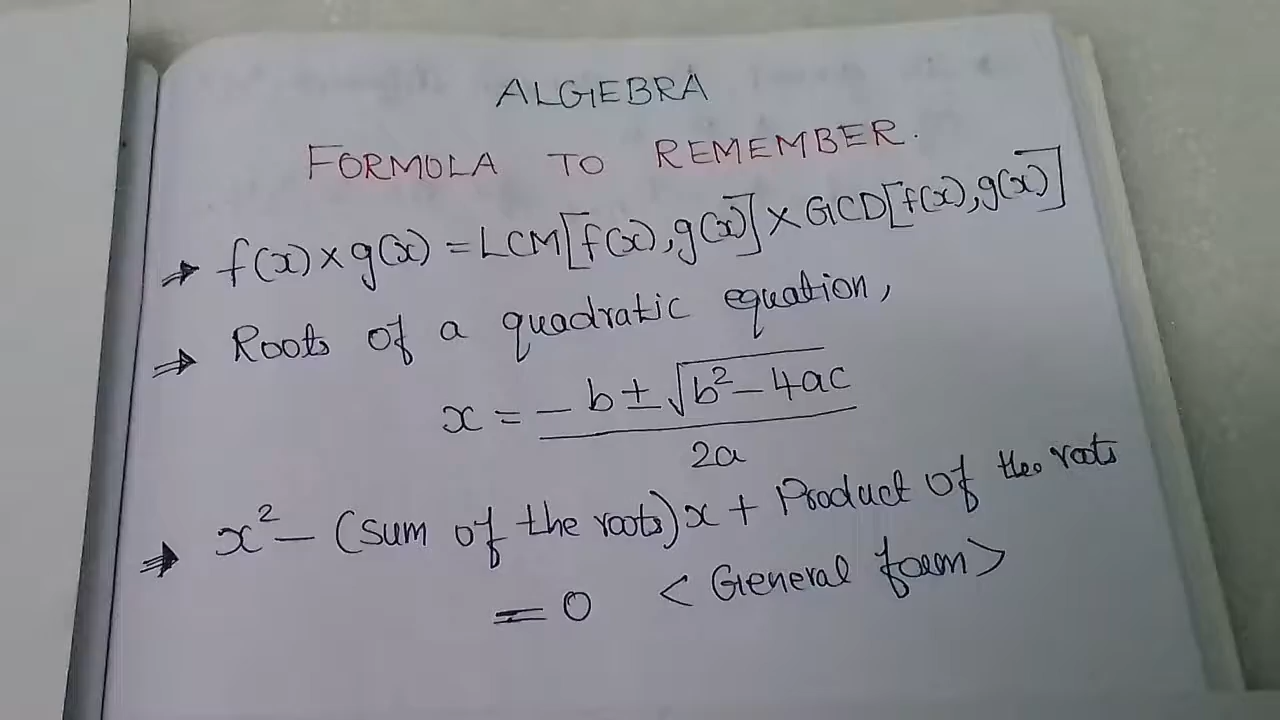 ALGEBRA
FORMOLA TO REMEMBER.
⇒ f(x) × g(x) = LCM[f(x), g(x)] × GCD[f(x), g(x)]
⇒ Roots of a quadratic equation,
x = -b ± √b² - 4ac
2a
⇒ x² - (Sum of the roots)x + Product of the roots
= 0 < General form >